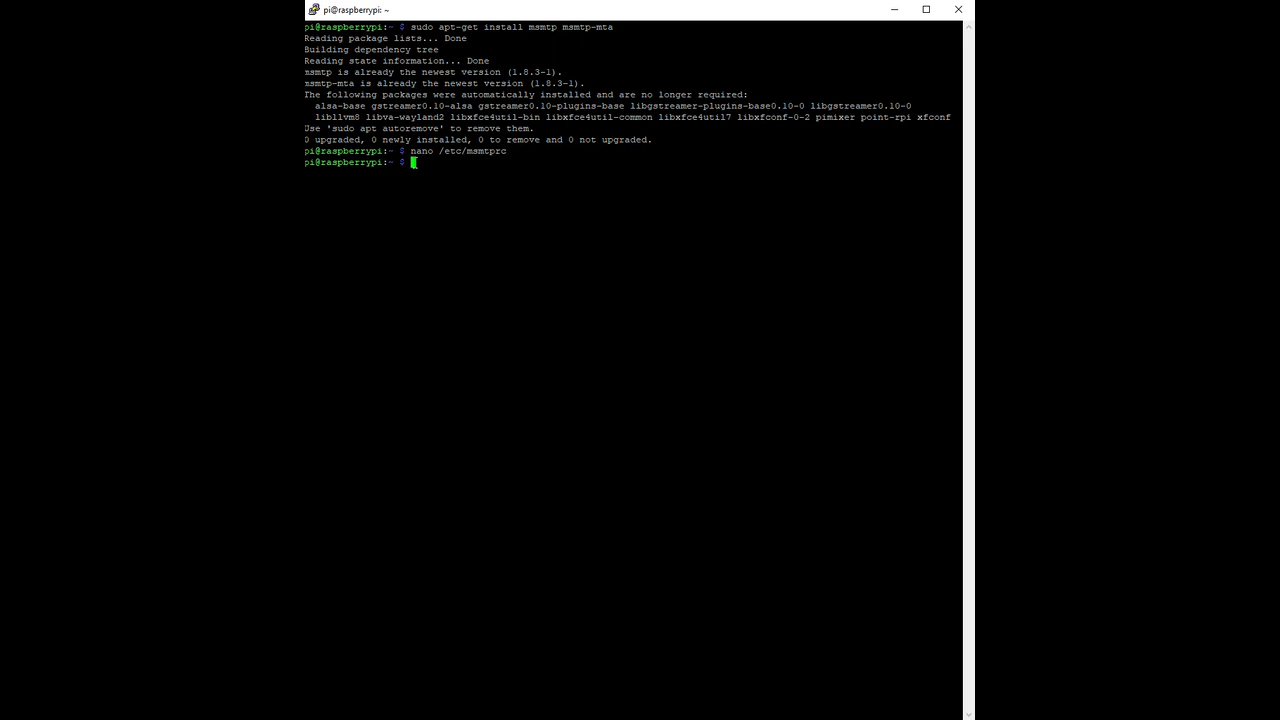 pi@raspberrypi: ~
pi@raspberrypi:~ $ sudo apt-get install msmtp msmtp-mta
Reading package lists... Done
Building dependency tree
Reading state information... Done
msmtp is already the newest version (1.8.3-1).
msmtp-mta is already the newest version (1.8.3-1).
The following packages were automatically installed and are no longer required:
  alsa-base gstreamer0.10-alsa gstreamer0.10-plugins-base libgstreamer-plugins-base0.10-0 libgstreamer0.10-0
  libllvm8 libva-wayland2 libxfce4util-bin libxfce4util-common libxfce4util7 libxfconf-0-2 pimixer point-rpi xfconf
Use 'sudo apt autoremove' to remove them.
0 upgraded, 0 newly installed, 0 to remove and 0 not upgraded.
pi@raspberrypi:~ $ nano /etc/msmtprc
pi@raspberrypi:~ $